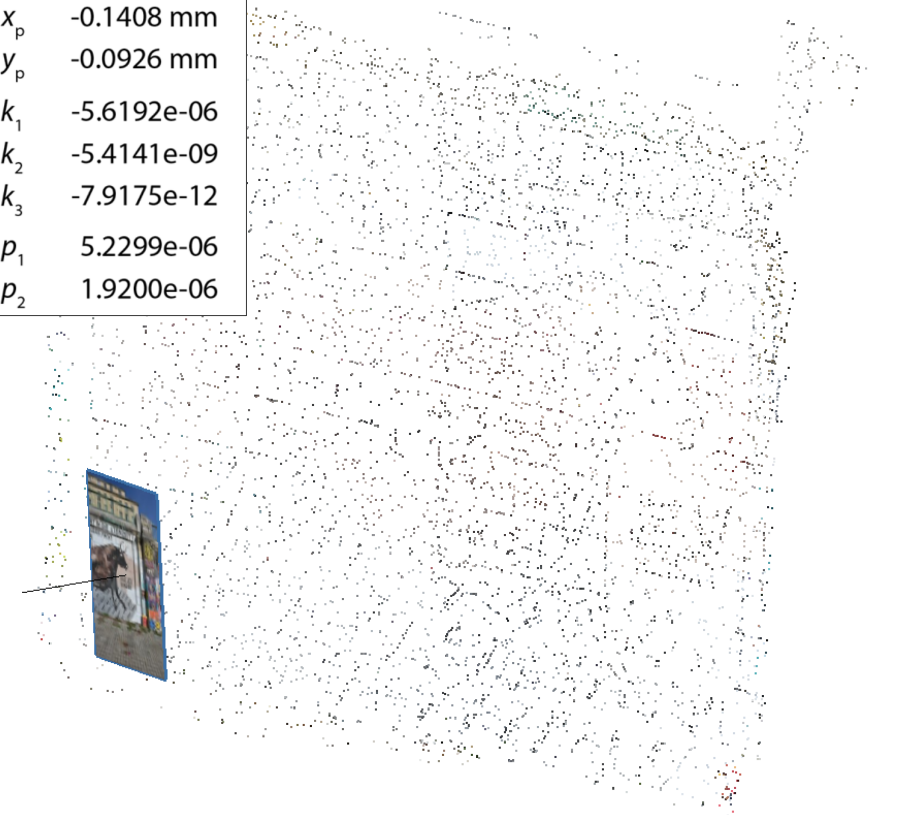 xp -0.1408 mm
yp -0.0926 mm
k1 -5.6192e-06
k2 -5.4141e-09
k3 -7.9175e-12
p1 5.2299e-06
p2 1.9200e-06